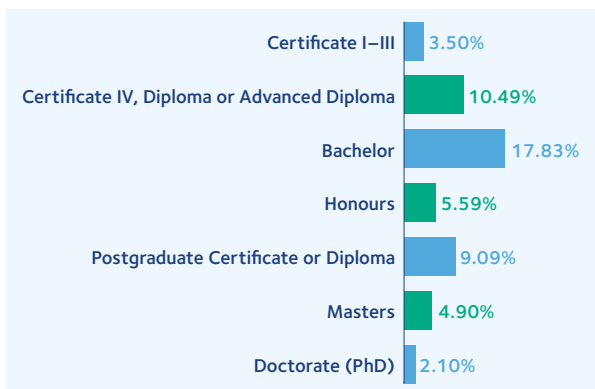 Certificate I–III 3.50%
Certificate IV, Diploma or Advanced Diploma 10.49%
Bachelor 17.83%
Honours 5.59%
Postgraduate Certificate or Diploma 9.09%
Masters 4.90%
Doctorate (PhD) 2.10%